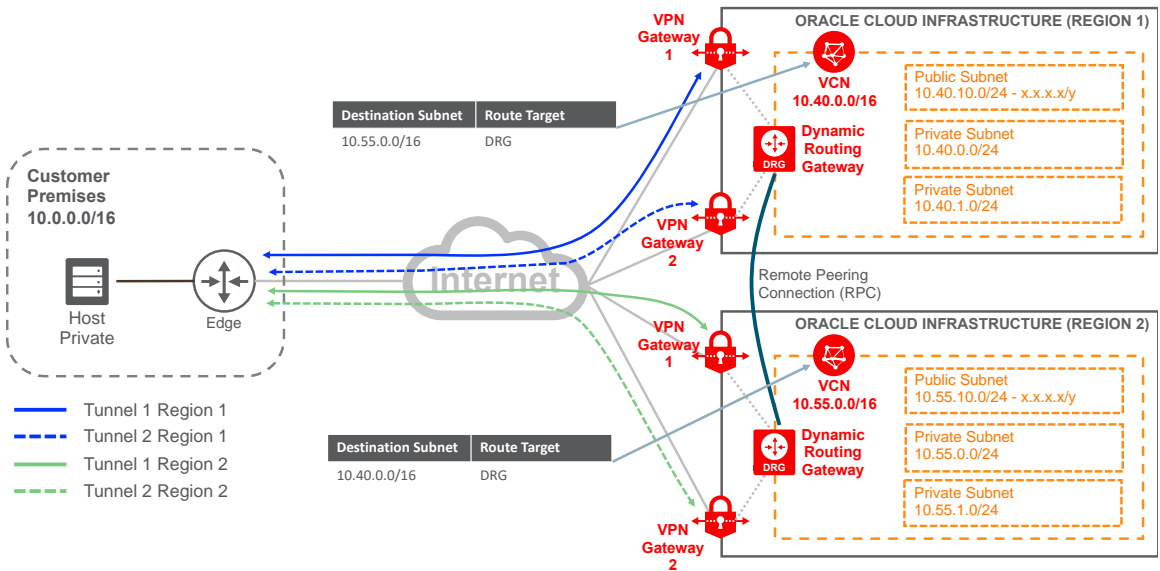 ORACLE CLOUD INFRASTRUCTURE (REGION 1)
VPN
Gateway
1
VCN
10.40.0.0/16
Public Subnet
10.40.10.0/24 - x.x.x.x/y
Private Subnet
10.40.0.0/24
Private Subnet
10.40.1.0/24
Dynamic
Routing
Gateway
DRG
VPN
Gateway
2
Destination Subnet Route Target
10.55.0.0/16 DRG
Customer
Premises
10.0.0.0/16
Host
Private
Edge
Internet
Remote Peering
Connection (RPC)
ORACLE CLOUD INFRASTRUCTURE (REGION 2)
VPN
Gateway
1
VCN
10.55.0.0/16
Public Subnet
10.55.10.0/24 - x.x.x.x/y
Private Subnet
10.55.0.0/24
Private Subnet
10.55.1.0/24
Dynamic
Routing
Gateway
DRG
VPN
Gateway
2
Destination Subnet Route Target
10.40.0.0/16 DRG
Tunnel 1 Region 1
Tunnel 2 Region 1
Tunnel 1 Region 2
Tunnel 2 Region 2